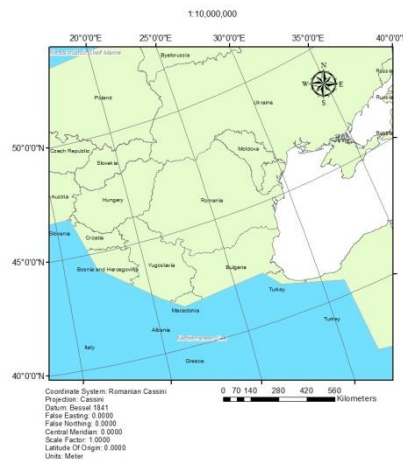 1:10,000,000
20°0'0"E 25°0'0"E 30°0'0"E 35°0'0"E 40°0'0"E
Byelorussia
N
Russia
W E
Poland
Ukraine
S
Russia
Russia
50°0'0"N
Czech Republic
Moldova
Slovakia
Austria
Hungary
Romania
Slovenia
Croatia
45°0'0"N
Bosnia and Herzegovina
Yugoslavia
Bulgaria
Turkey
Macedonia
Albania
Turkey
Italy
Greece
40°0'0"N
Coordinate System: Romanian Cassini
Projection: Cassini
Datum: Bessel 1841
False Easting: 0.0000
False Northing: 0.0000
Central Meridian: 0.0000
Scale Factor: 1.0000
Latitude Of Origin: 0.0000
Units: Meter
0 70 140 280 420 560
Kilometers